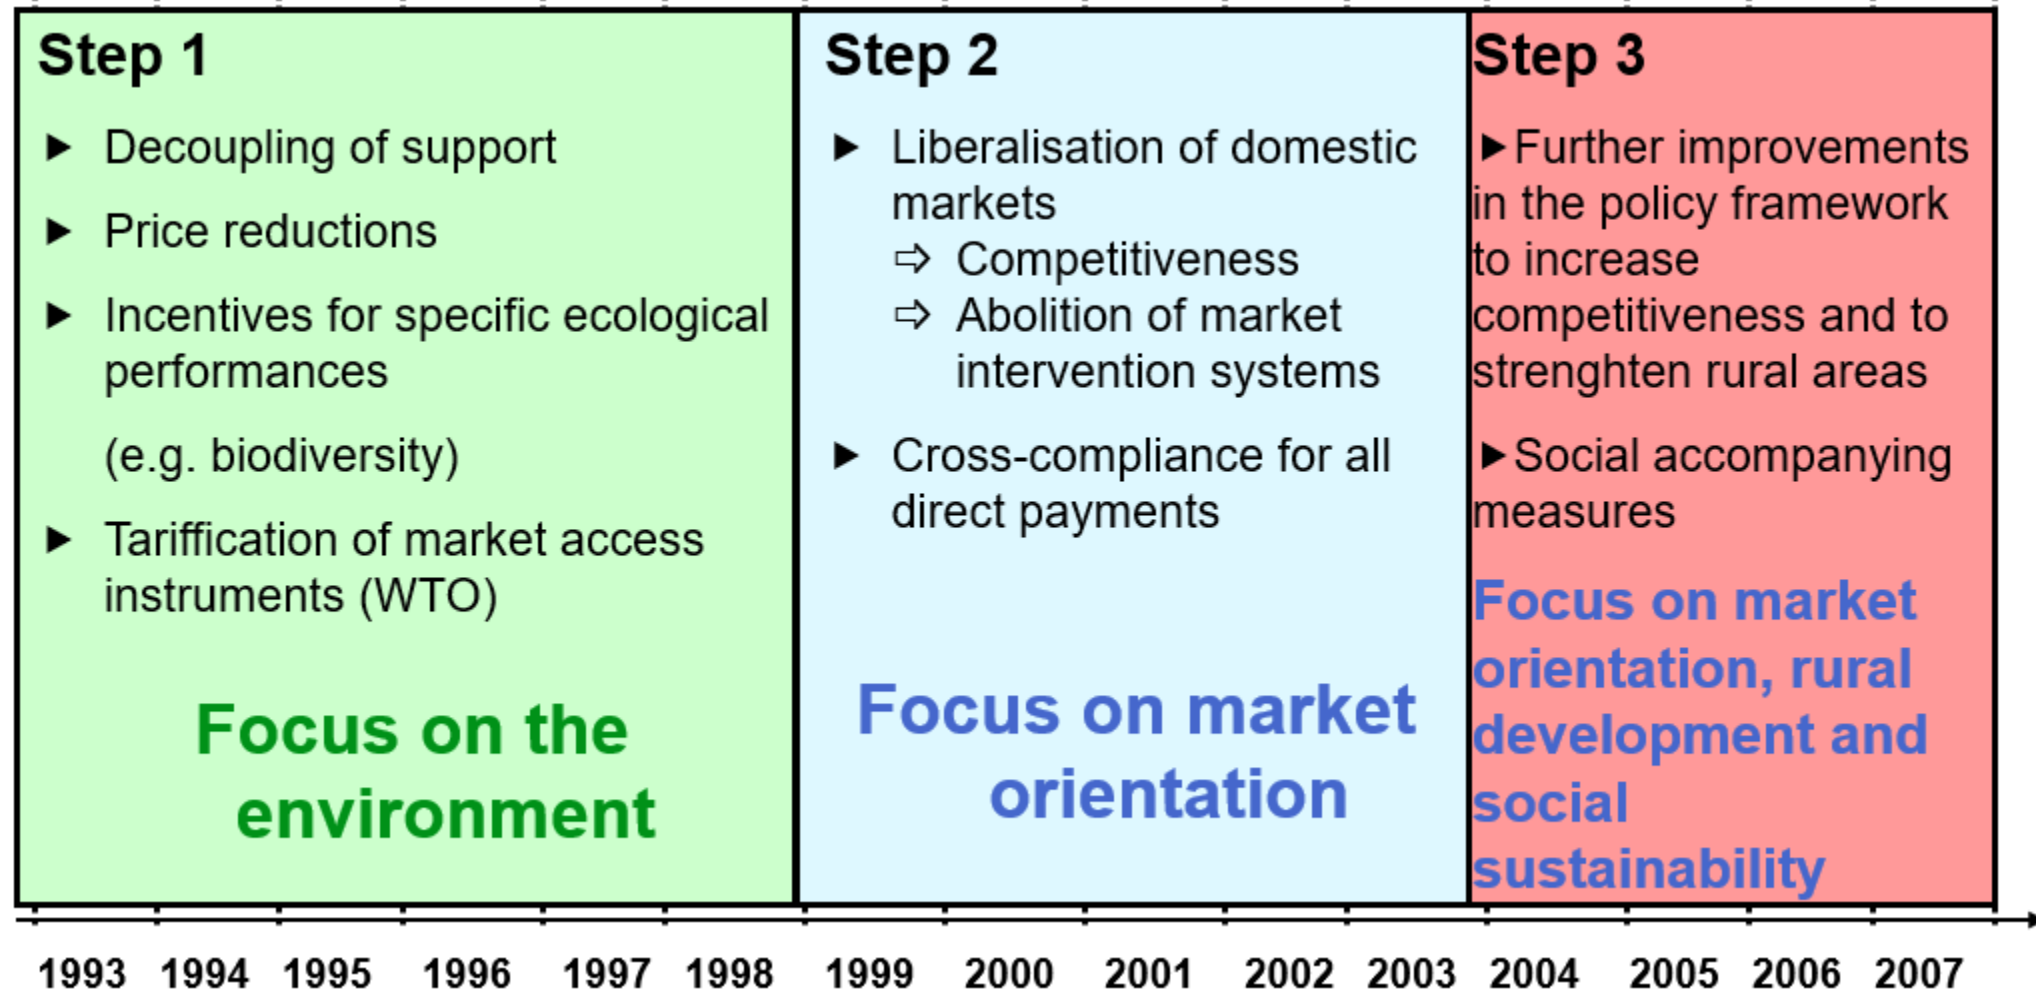 Step 1
► Decoupling of support
► Price reductions
► Incentives for specific ecological
performances
(e.g. biodiversity)
► Tariffication of market access
instruments (WTO)
Focus on the
environment
Step 2
► Liberalisation of domestic
markets
⇨ Competitiveness
⇨ Abolition of market
intervention systems
► Cross-compliance for all
direct payments
Focus on market
orientation
Step 3
►Further improvements
in the policy framework
to increase
competitiveness and to
strenghten rural areas
►Social accompanying
measures
Focus on market
orientation, rural
development and
social
sustainability
1993 1994 1995 1996 1997 1998 1999 2000 2001 2002 2003 2004 2005 2006 2007